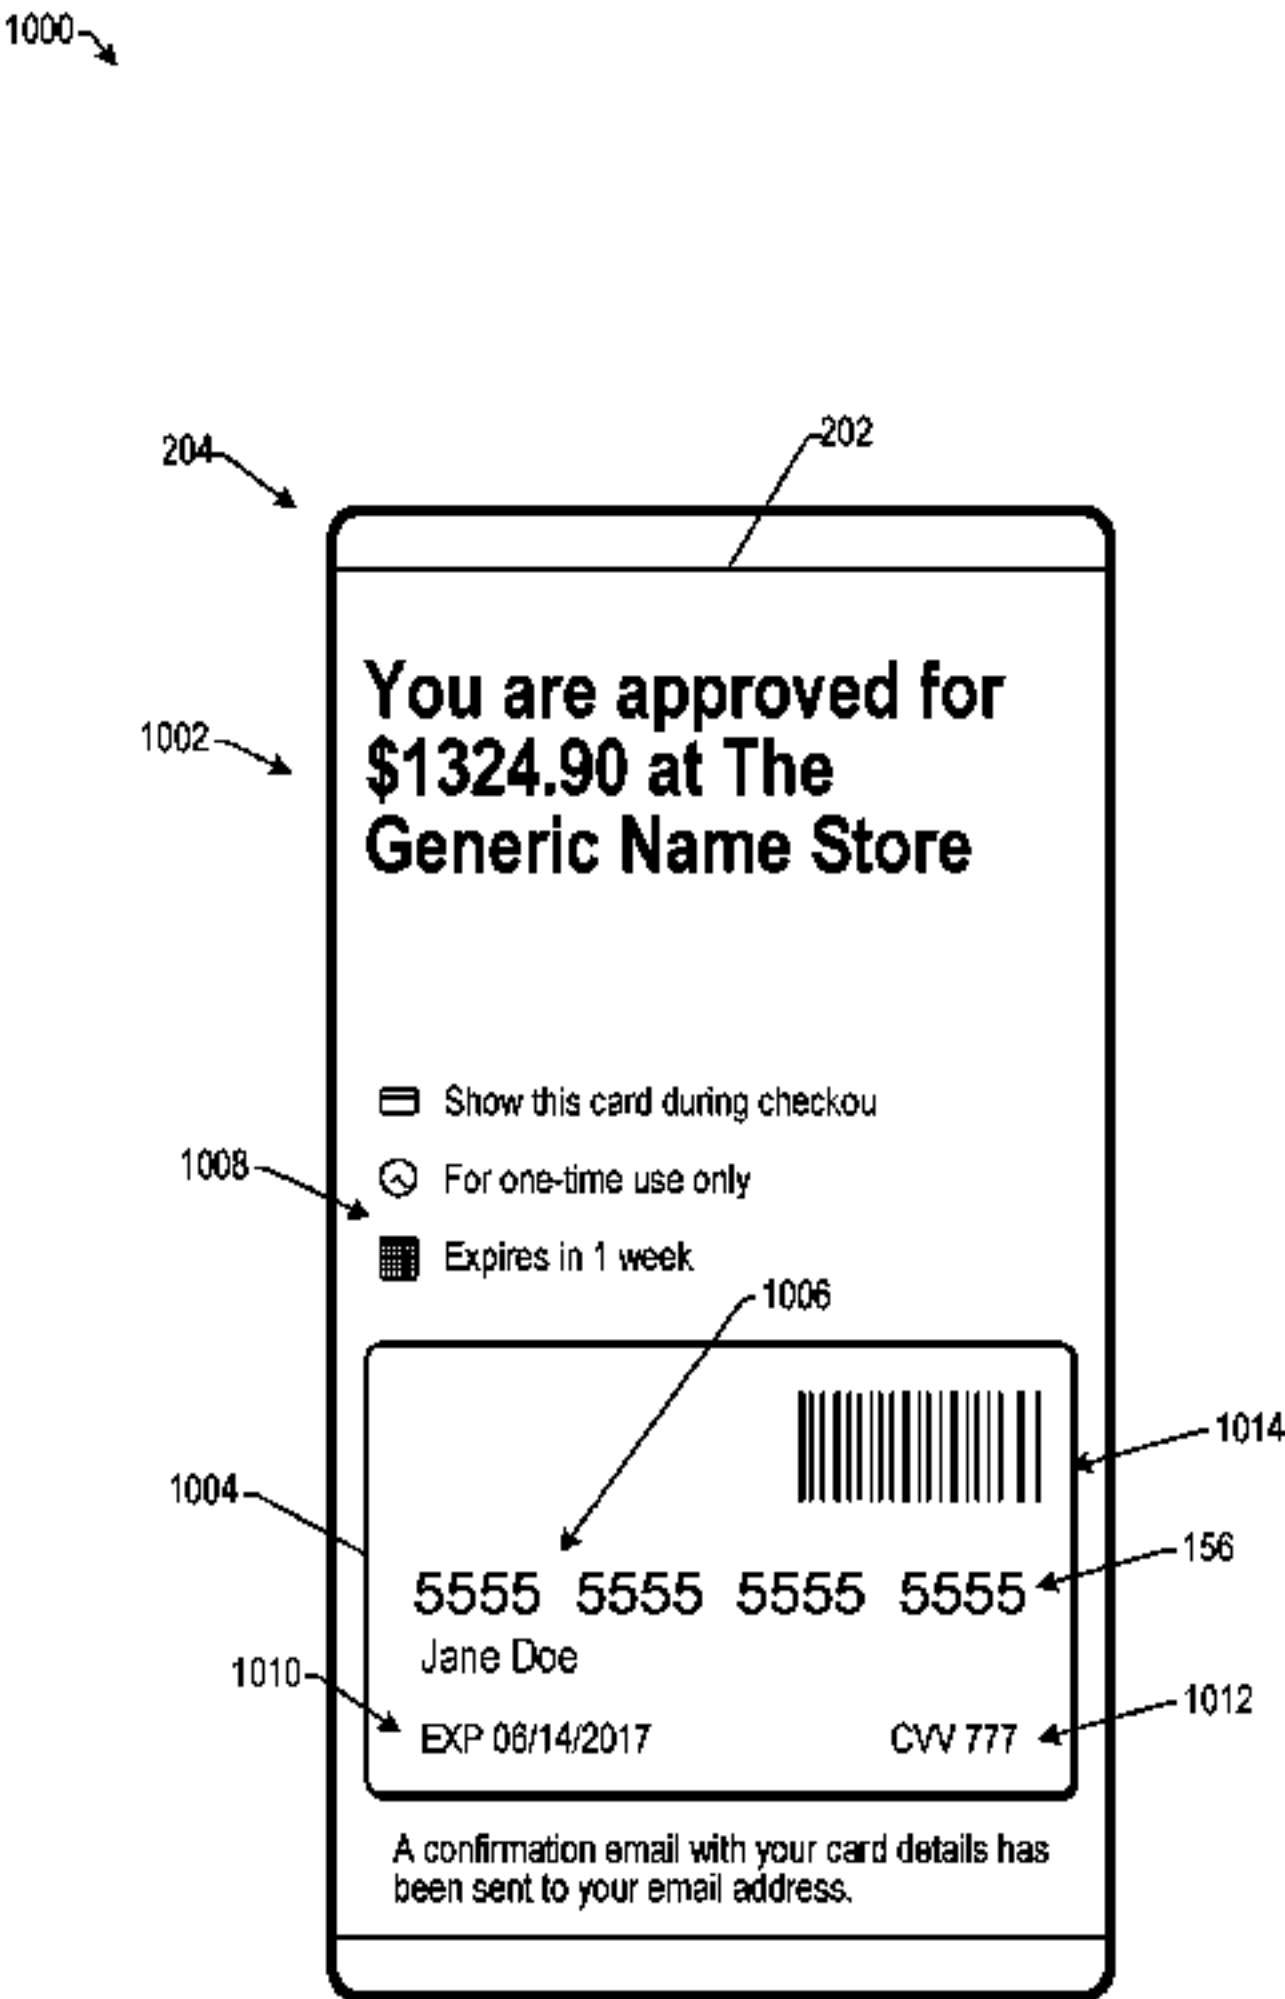 1000
204
202
You are approved for
1002
$1324.90 at The
Generic Name Store
Show this card during checkou
1008
For one-time use only
Expires in 1 week
1006
1014
1004
156
5555 5555 5555 5555
Jane Doe
1010
1012
EXP 06/14/2017
CVV 777
A confirmation email with your card details has
been sent to your email address.